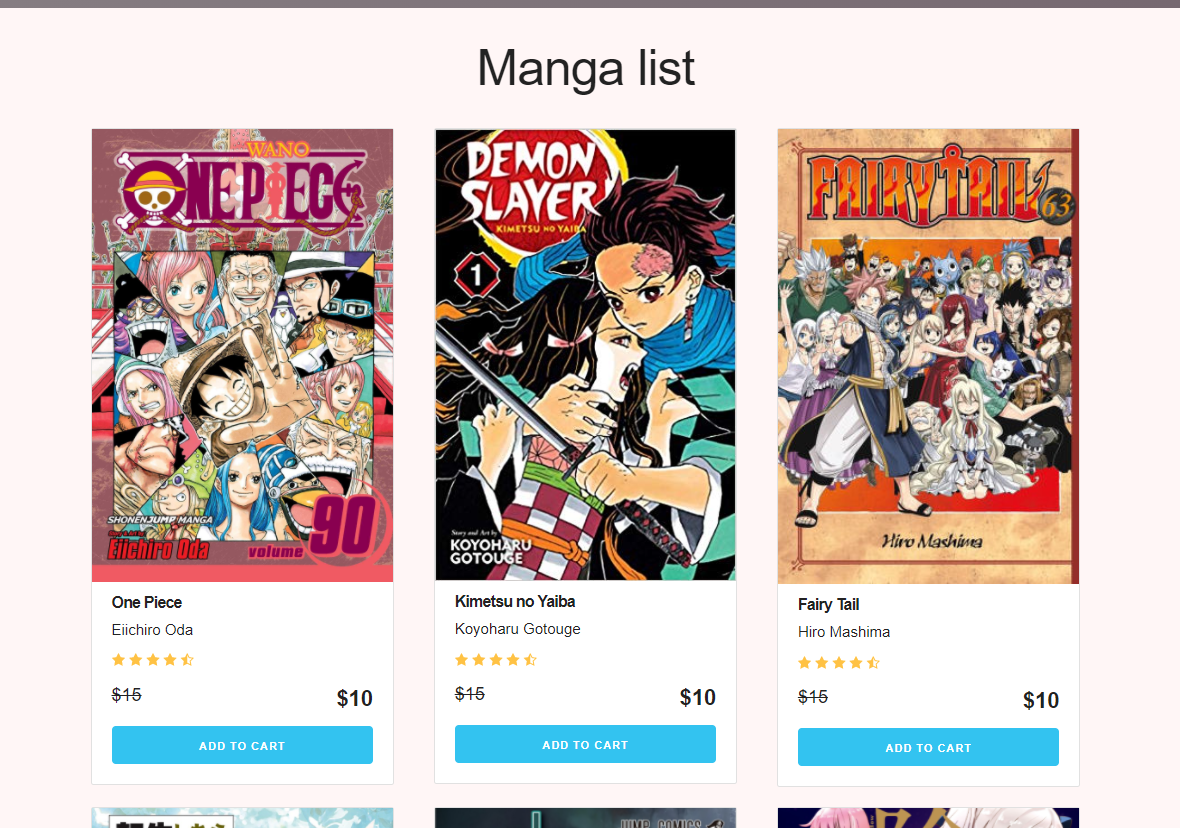 Manga list
WANO
ONE PIECE
SHONEN JUMP MANGA
Eiichiro Oda
volume 90
One Piece
Eiichiro Oda
$15
$10
ADD TO CART
DEMON
SLAYER
KIMETSU NO YAIBA
1
Story and Art by
KOYOHARU
GOTOUGE
Kimetsu no Yaiba
Koyoharu Gotouge
$15
$10
ADD TO CART
FAIRY TAIL
63
Hiro Mashima
Fairy Tail
Hiro Mashima
$15
$10
ADD TO CART
JUMP COMICS